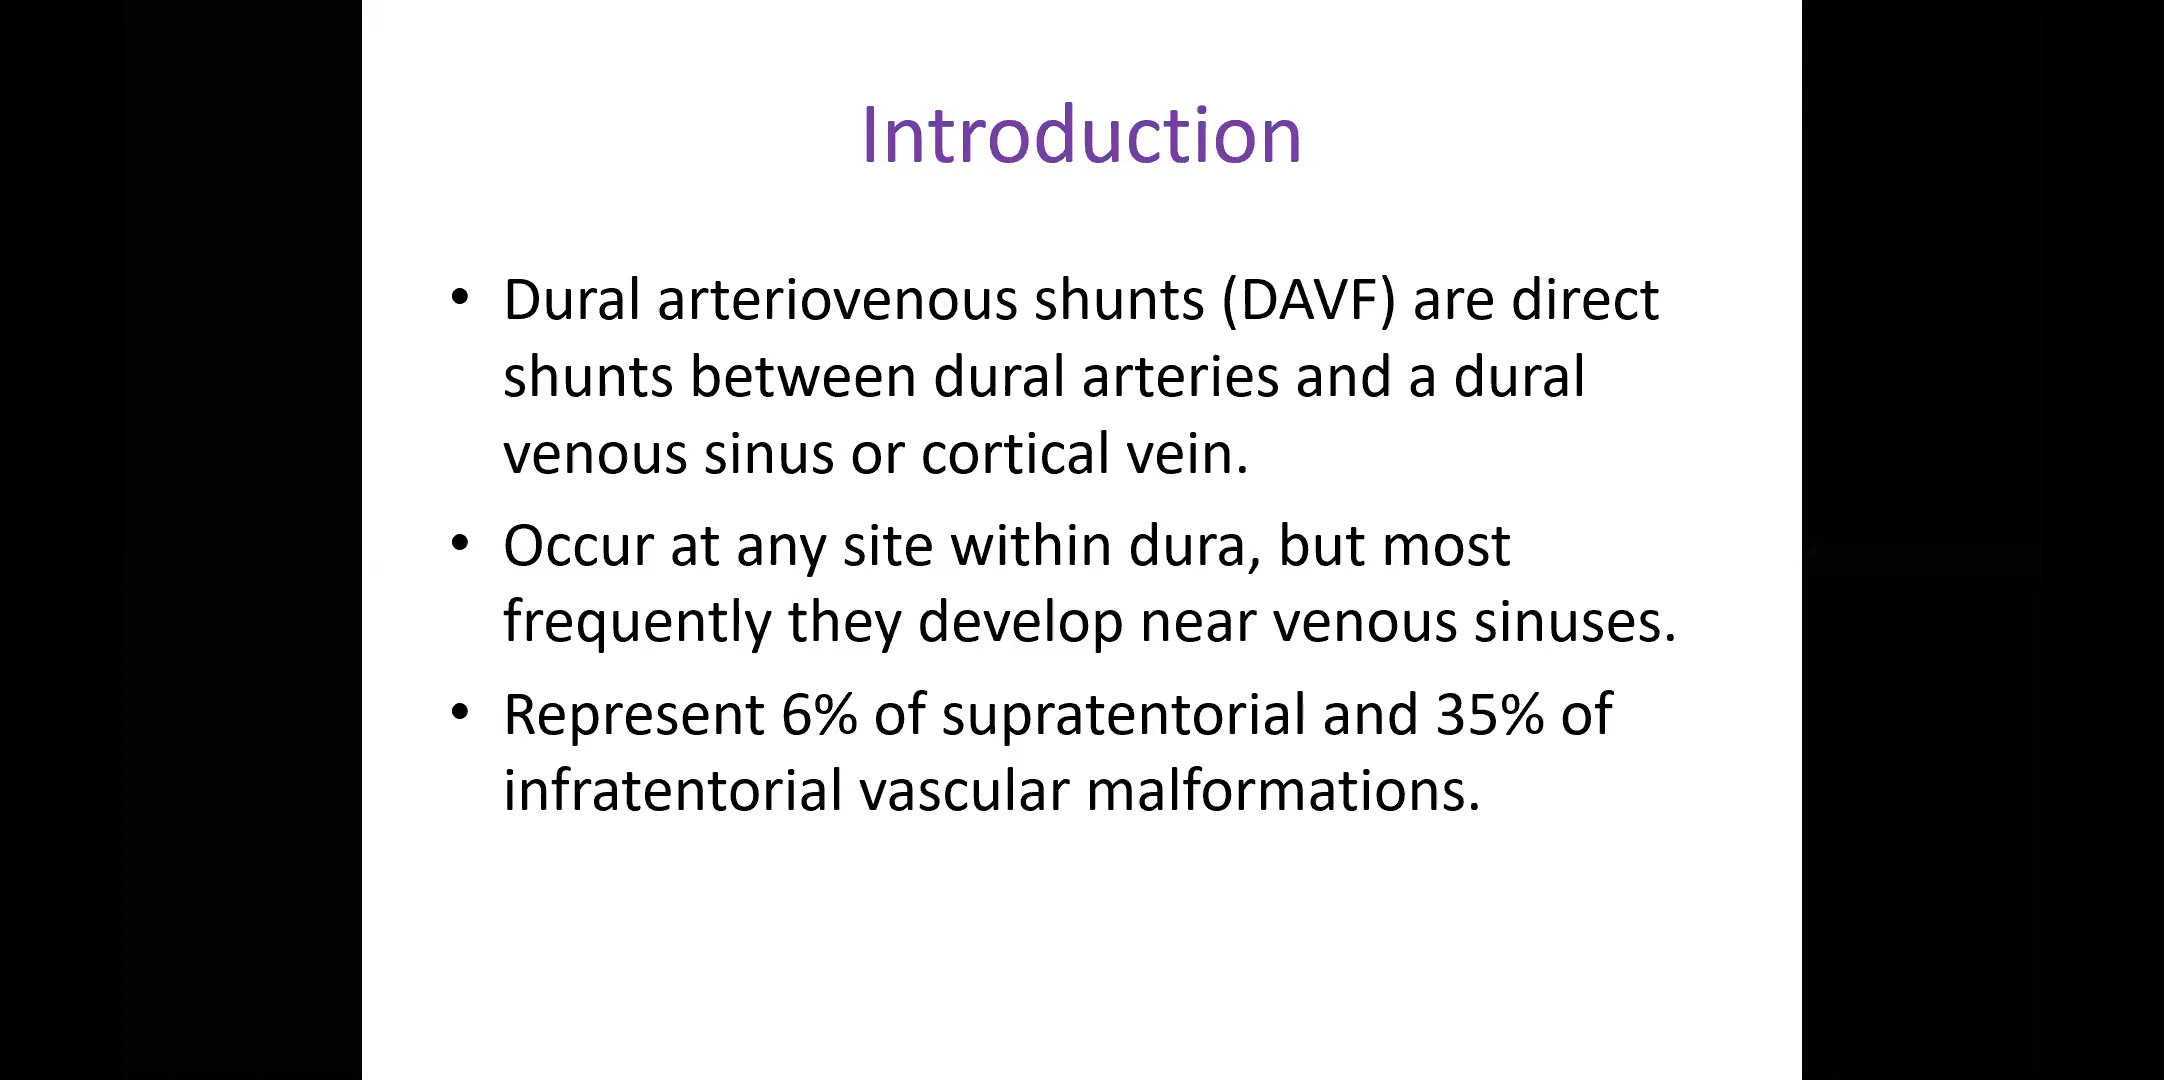 Introduction
• Dural arteriovenous shunts (DAVF) are direct
shunts between dural arteries and a dural
venous sinus or cortical vein.
• Occur at any site within dura, but most
frequently they develop near venous sinuses.
• Represent 6% of supratentorial and 35% of
infratentorial vascular malformations.